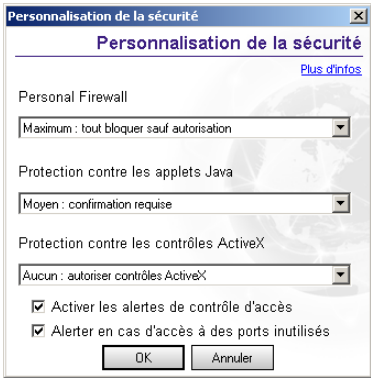 Personnalisation de la sécurité
Personnalisation de la sécurité
Plus d'infos
Personal Firewall
Maximum : tout bloquer sauf autorisation
Protection contre les applets Java
Moyen : confirmation requise
Protection contre les contrôles ActiveX
Aucun : autoriser contrôles ActiveX
Activer les alertes de contrôle d'accès
Alerter en cas d'accès à des ports inutilisés
OK Annuler